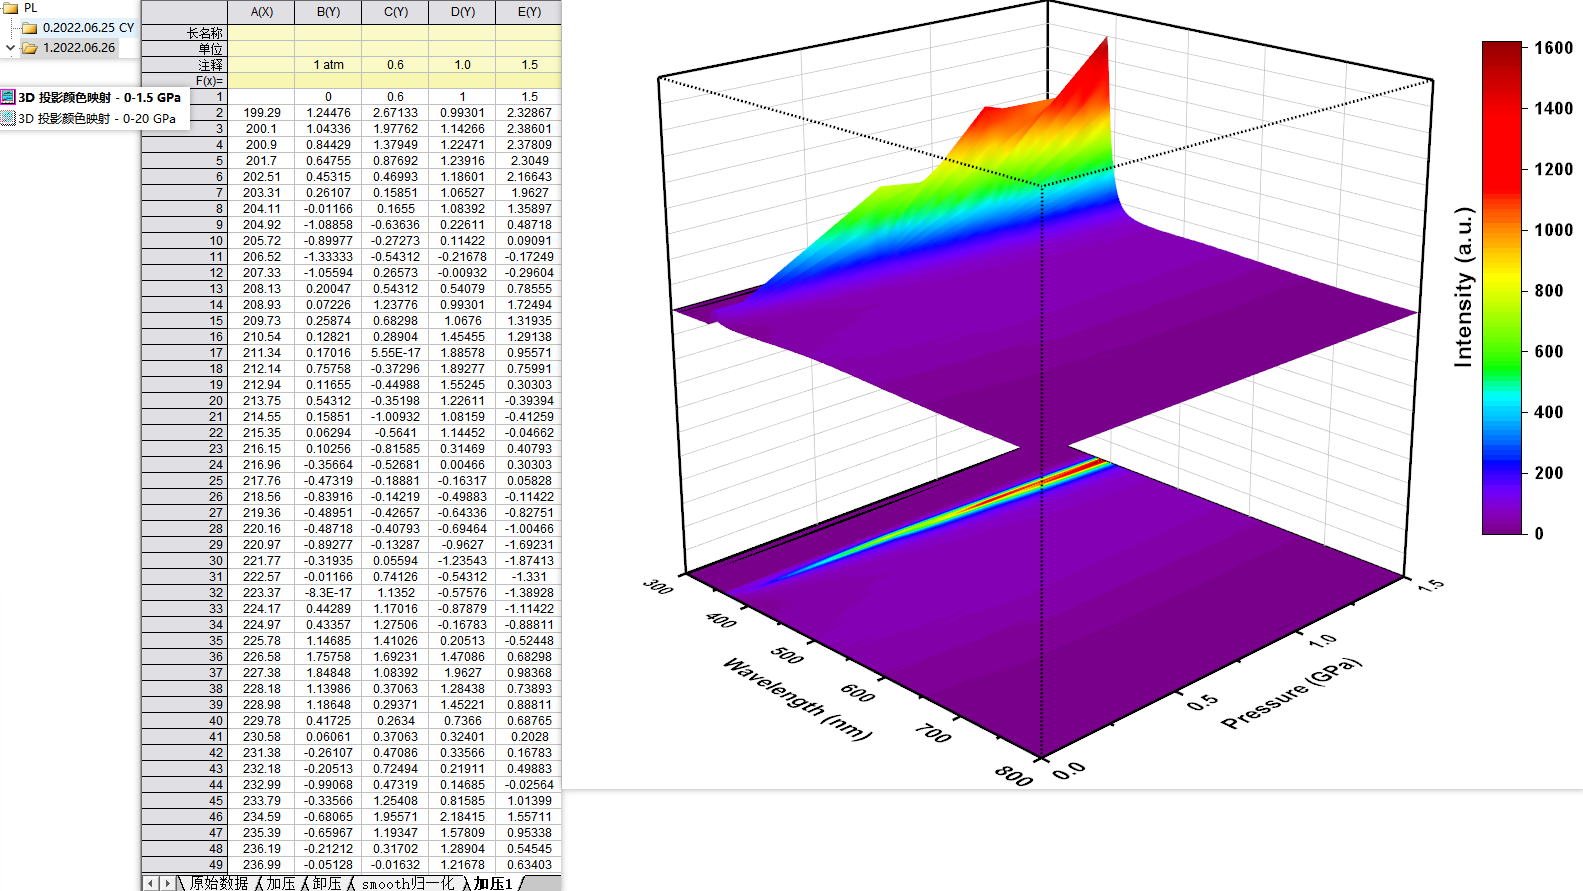 PL
0.2022.06.25 CY
1.2022.06.26
3D 投影颜色映射 - 0-1.5 GPa
3D 投影颜色映射 - 0-20 GPa
A(X) B(Y) C(Y) D(Y) E(Y)
长名称
单位
注释 1 atm 0.6 1.0 1.5
F(x)=
1 0 0.6 1 1.5
2 199.29 1.24476 2.67133 0.99301 2.32867
3 200.1 1.04336 1.97762 1.14266 2.38601
4 200.9 0.84429 1.37949 1.22471 2.37809
5 201.7 0.64755 0.87692 1.23916 2.3049
6 202.51 0.45315 0.46993 1.18601 2.16643
7 203.31 0.26107 0.15851 1.06527 1.9627
8 204.11 -0.01166 0.1655 1.08392 1.35897
9 204.92 -1.08858 -0.63636 0.22611 0.48718
10 205.72 -0.89977 -0.27273 0.11422 0.09091
11 206.52 -1.33333 -0.54312 -0.21678 -0.17249
12 207.33 -1.05594 0.26573 -0.00932 -0.29604
13 208.13 0.20047 0.54312 0.54079 0.78555
14 208.93 0.07226 1.23776 0.99301 1.72494
15 209.73 0.25874 0.68298 1.0676 1.31935
16 210.54 0.12821 0.28904 1.45455 1.29138
17 211.34 0.17016 5.55E-17 1.88578 0.95571
18 212.14 0.75758 -0.37296 1.89277 0.75991
19 212.94 0.11655 -0.44988 1.55245 0.30303
20 213.75 0.54312 -0.35198 1.22611 -0.39394
21 214.55 0.15851 -1.00932 1.08159 -0.41259
22 215.35 0.06294 -0.5641 1.14452 -0.04662
23 216.15 0.10256 -0.81585 0.31469 0.40793
24 216.96 -0.35664 -0.52681 0.00466 0.30303
25 217.76 -0.47319 -0.18881 -0.16317 0.05828
26 218.56 -0.83916 -0.14219 -0.49883 -0.11422
27 219.36 -0.48951 -0.42657 -0.64336 -0.82751
28 220.16 -0.48718 -0.40793 -0.69464 -1.00466
29 220.97 -0.89277 -0.13287 -0.9627 -1.69231
30 221.77 -0.31935 0.05594 -1.23543 -1.87413
31 222.57 -0.01166 0.74126 -0.54312 -1.331
32 223.37 -8.3E-17 1.1352 -0.57576 -1.38928
33 224.17 0.44289 1.17016 -0.87879 -1.11422
34 224.97 0.43357 1.27506 -0.16783 -0.88811
35 225.78 1.14685 1.41026 0.20513 -0.52448
36 226.58 1.75758 1.69231 1.47086 0.68298
37 227.38 1.84848 1.08392 1.9627 0.98368
38 228.18 1.13986 0.37063 1.28438 0.73893
39 228.98 1.18648 0.29371 1.45221 0.88811
40 229.78 0.41725 0.2634 0.7366 0.68765
41 230.58 0.06061 0.37063 0.32401 0.2028
42 231.38 -0.26107 0.47086 0.33566 0.16783
43 232.18 -0.20513 0.72494 0.21911 0.49883
44 232.99 -0.99068 0.47319 0.14685 -0.02564
45 233.79 -0.33566 1.25408 0.81585 1.01399
46 234.59 -0.68065 1.95571 2.18415 1.55711
47 235.39 -0.65967 1.19347 1.57809 0.95338
48 236.19 -0.21212 0.31702 1.28904 0.54545
49 236.99 -0.05128 -0.01632 1.21678 0.63403
原始数据 加压 卸压 smooth归一化 加压1
300
400
500
600
700
800
Wavelength (nm)
0.0
0.5
1.0
1.5
Pressure (GPa)
Intensity (a.u.)
1600
1400
1200
1000
800
600
400
200
0